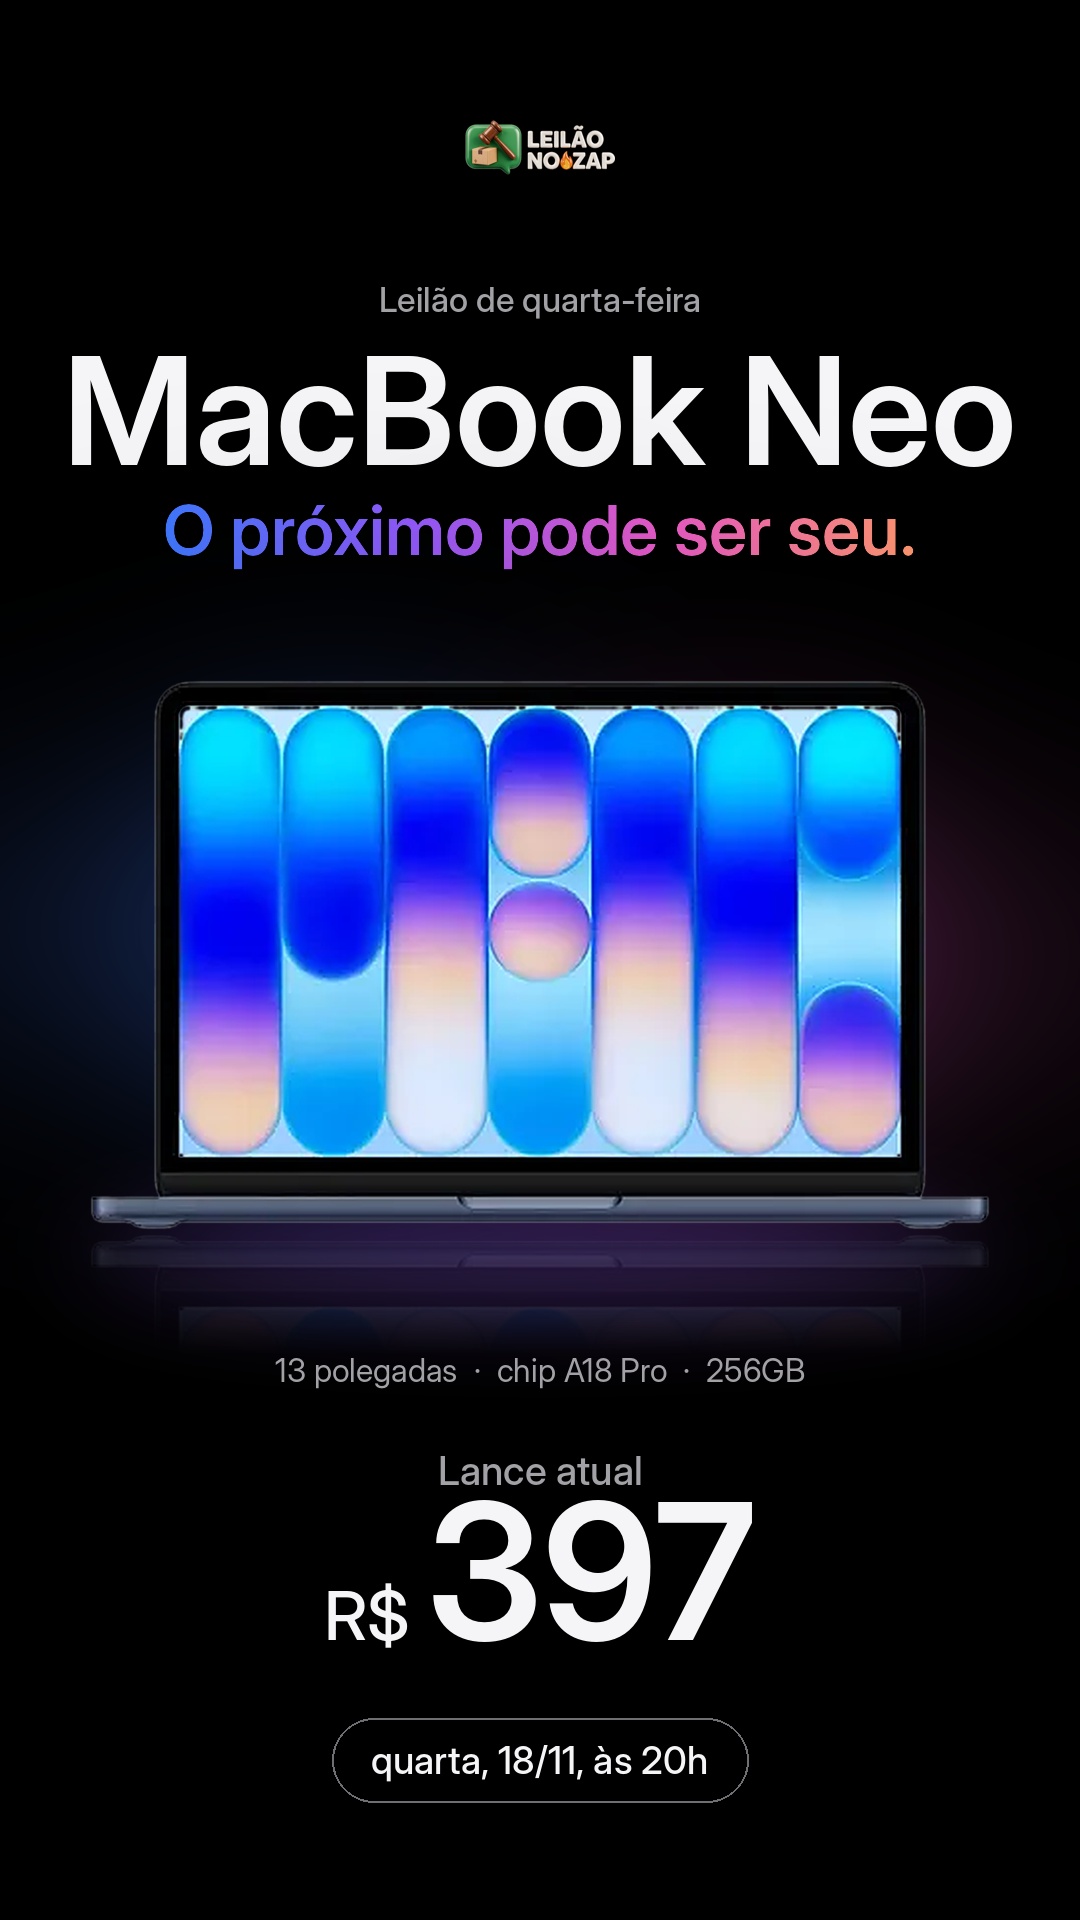 LEILÃO
NO ZAP
Leilão de quarta-feira
MacBook Neo
O próximo pode ser seu.
13 polegadas · chip A18 Pro · 256GB
Lance atual
R$ 397
quarta, 18/11, às 20h